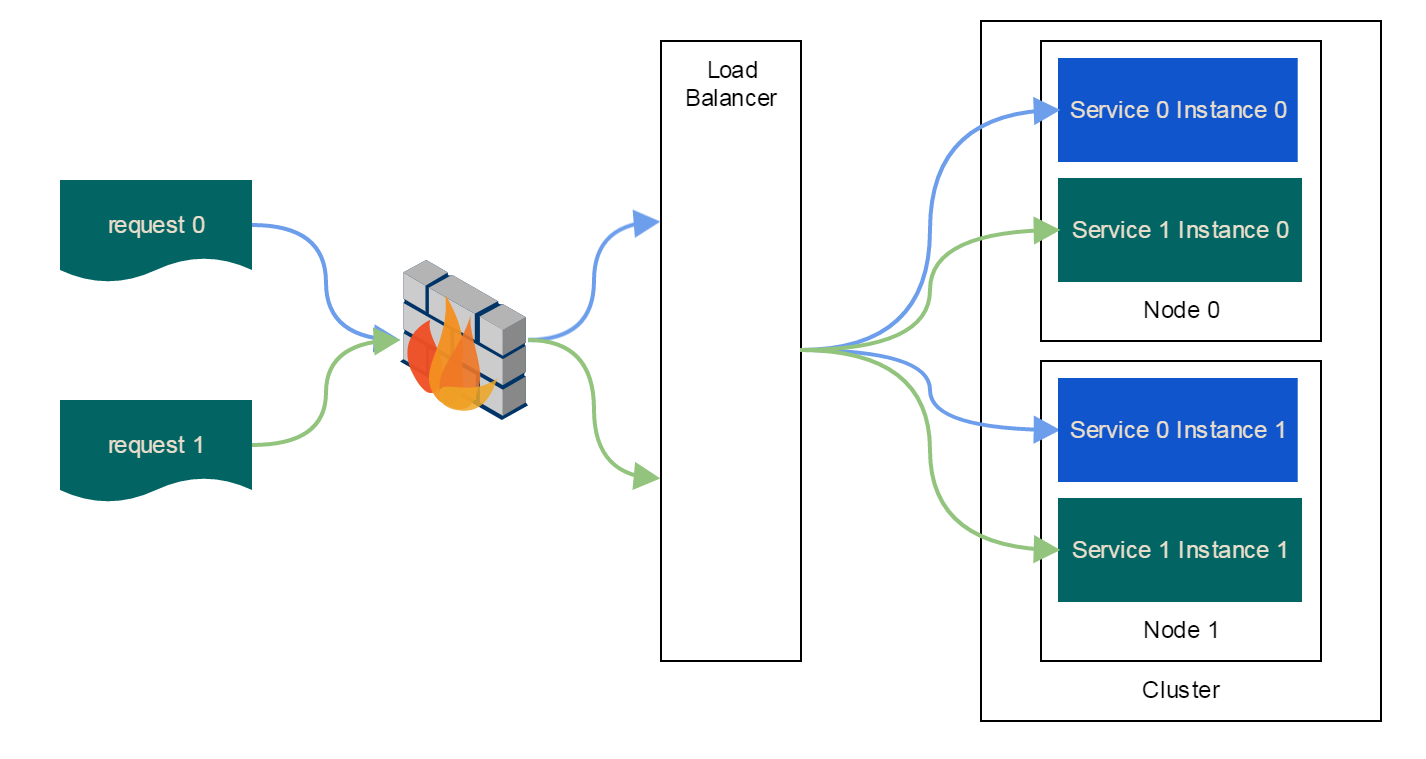 request 0
request 1
Load
Balancer
Service 0 Instance 0
Service 1 Instance 0
Node 0
Service 0 Instance 1
Service 1 Instance 1
Node 1
Cluster